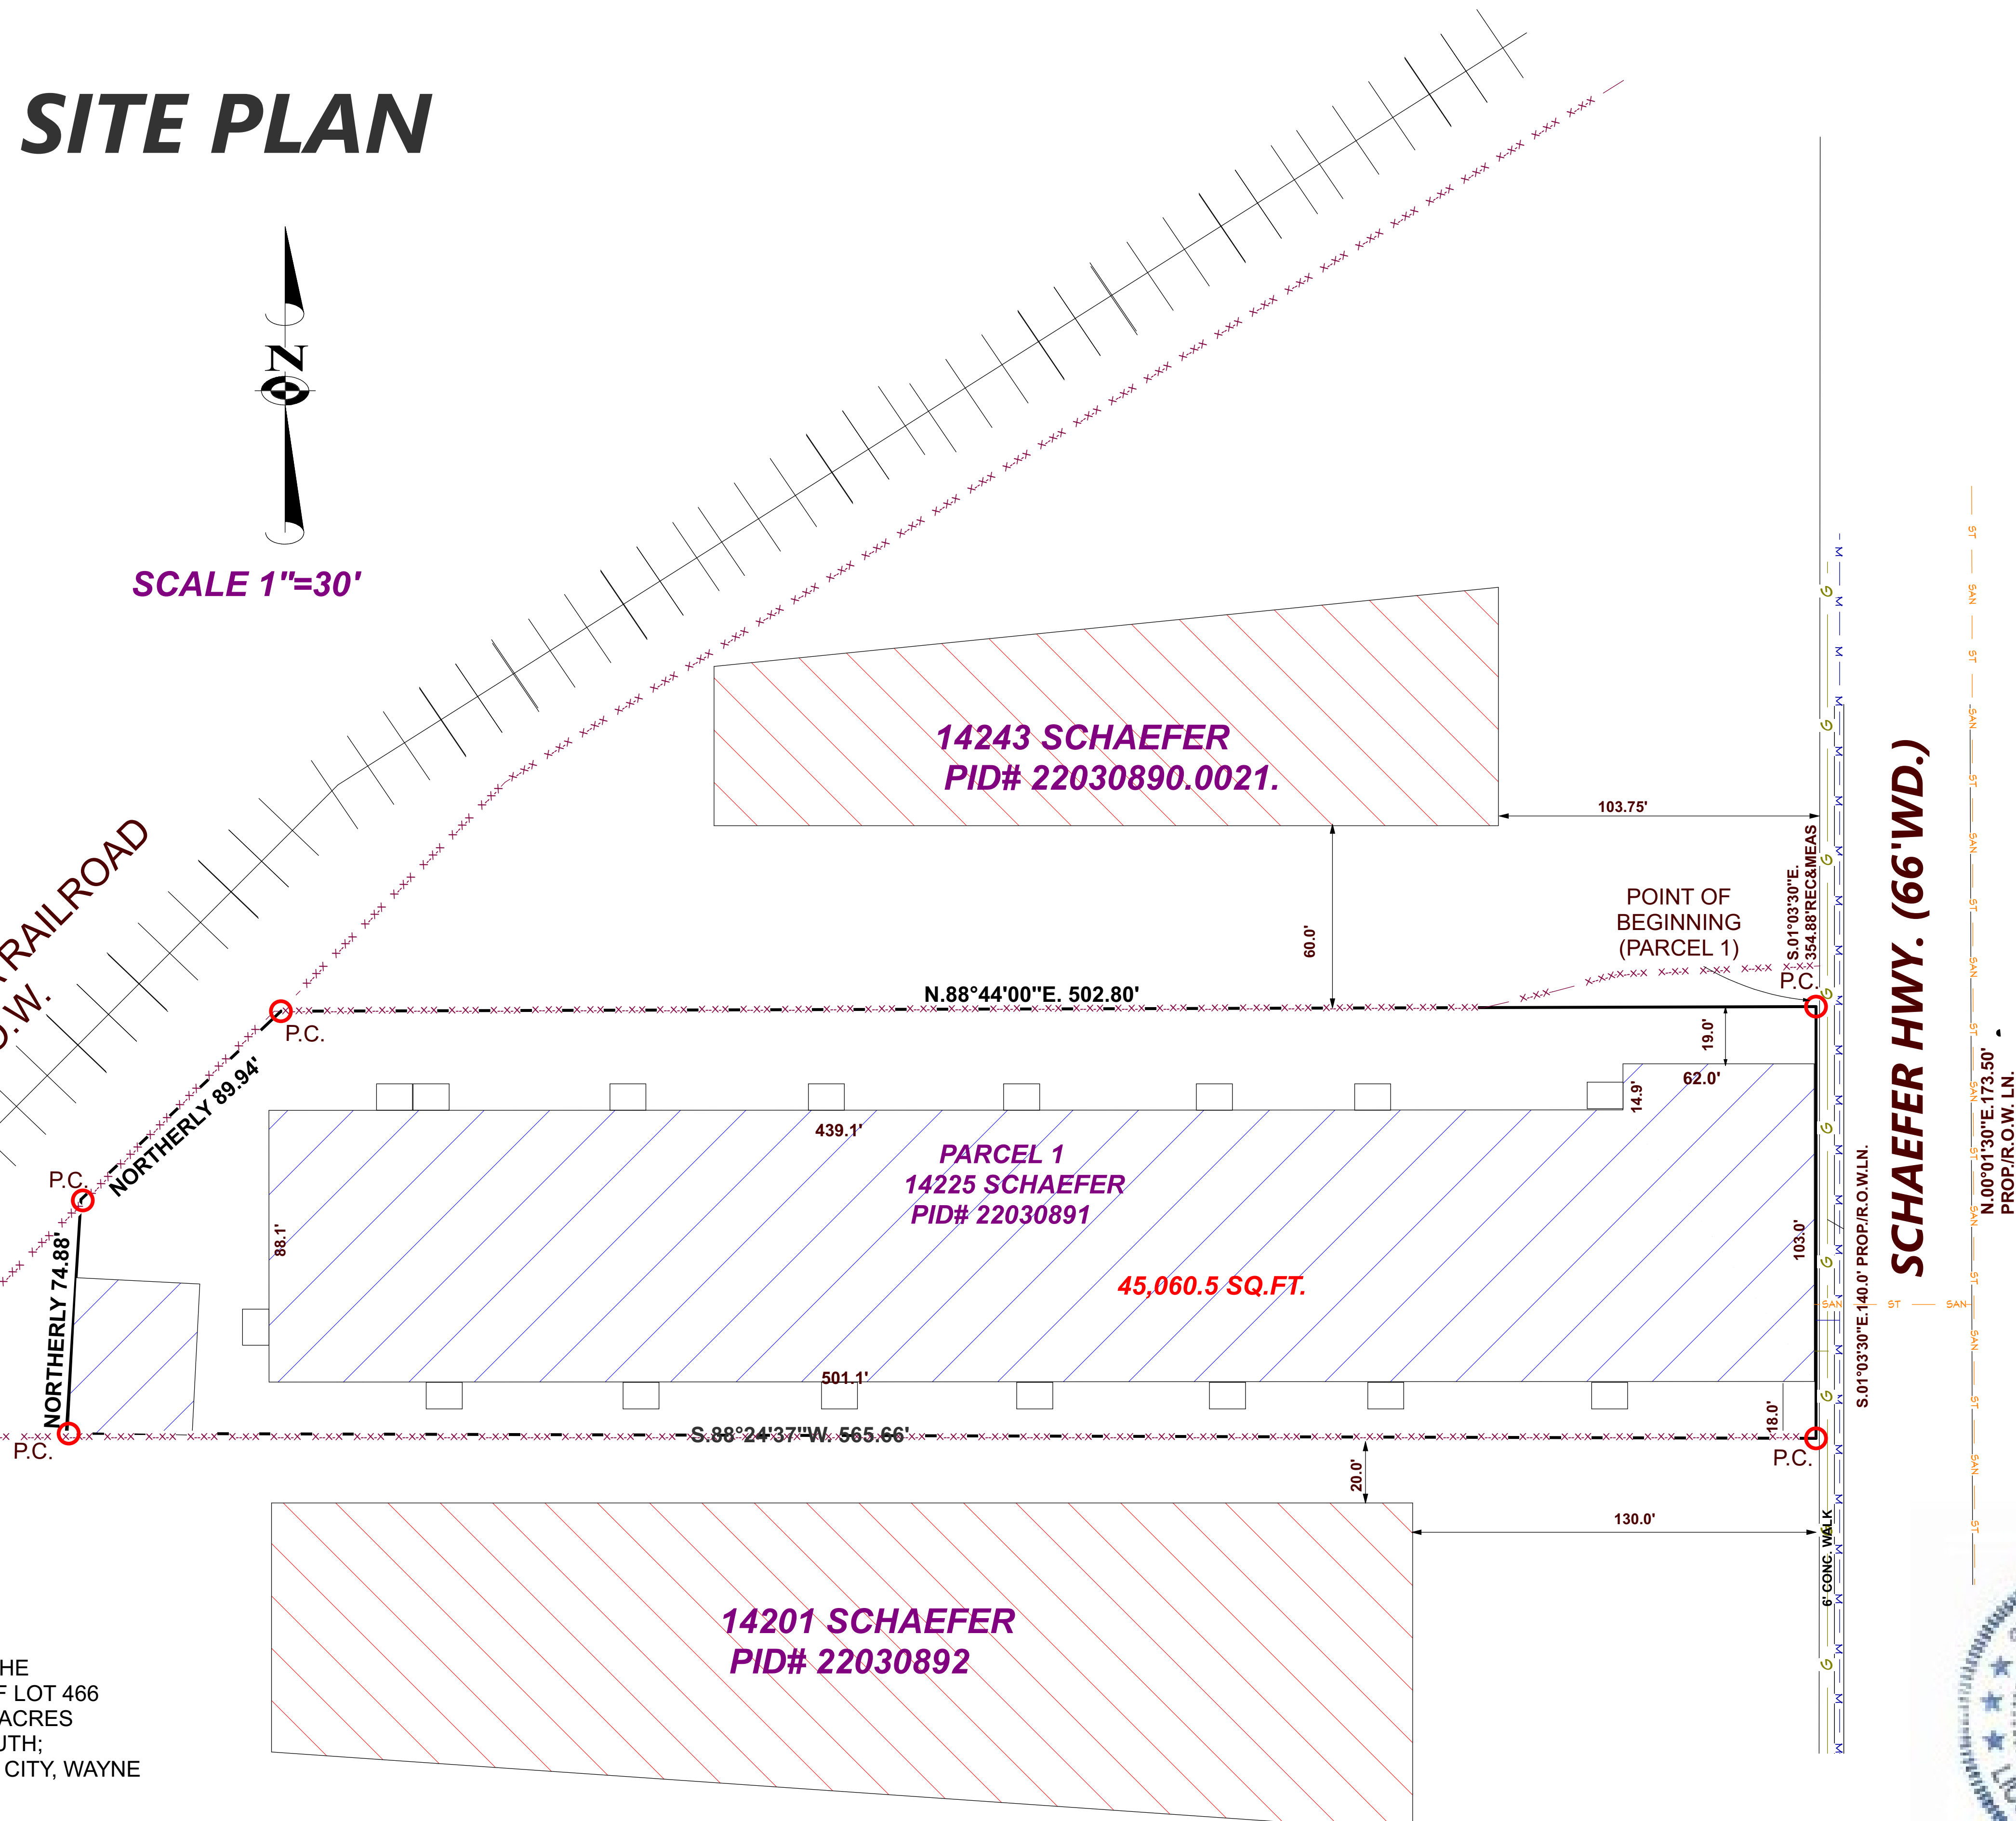 SITE PLAN
N
SCALE 1"=30'
RAILROAD
O.W.
14243 SCHAEFER
PID# 22030890.0021.
103.75'
60.0'
POINT OF
BEGINNING
(PARCEL 1)
S.01°03'30"E.
354.88'REC&MEAS
P.C.
N.88°44'00"E. 502.80'
P.C.
19.0'
62.0'
14.9'
NORTHERLY 89.94'
P.C.
439.1'
PARCEL 1
14225 SCHAEFER
PID# 22030891
88.1'
103.0'
45,060.5 SQ.FT.
NORTHERLY 74.88'
501.1'
18.0'
S.88°24'37"W. 565.66'
P.C.
P.C.
20.0'
130.0'
14201 SCHAEFER
PID# 22030892
6' CONC. WALK
S.01°03'30"E.140.0' PROP./R.O.W.LN.
SCHAEFER HWY. (66'WD.)
N.00°01'30"E.173.50'
PROP./R.O.W. LN.
SAN ST SAN
HE
F LOT 466
ACRES
UTH;
CITY, WAYNE